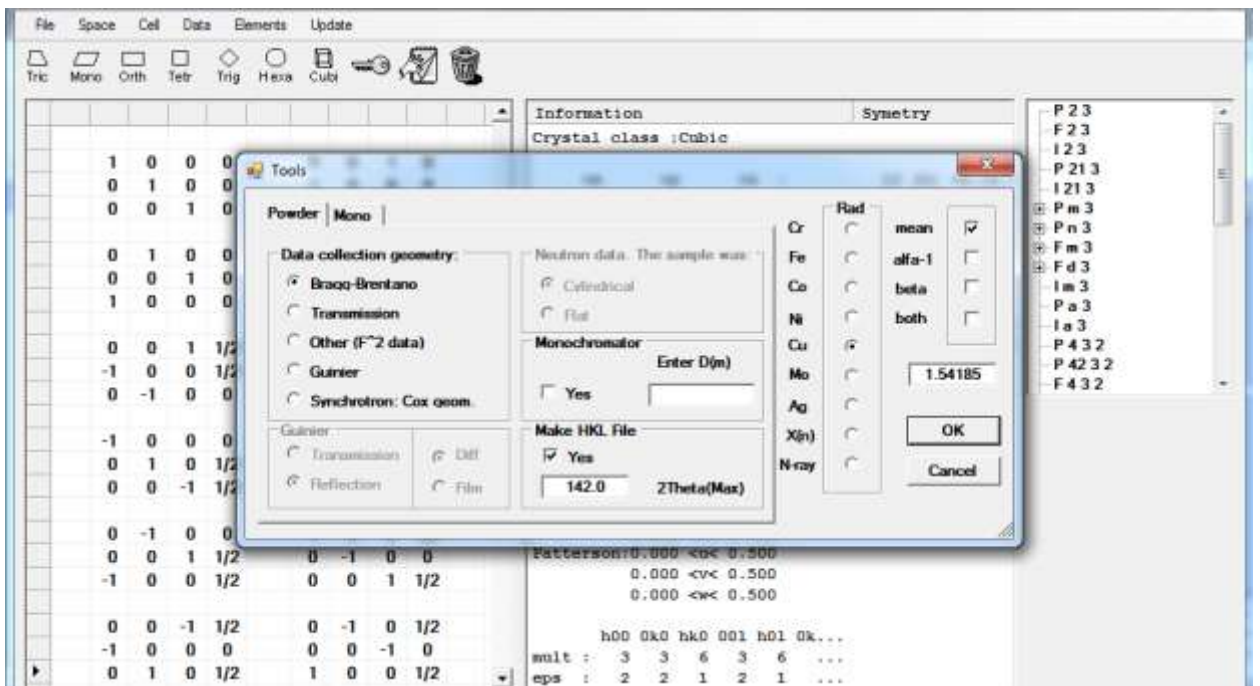 File Space Cell Data Elements Update
Tric Mono Orth Tetr Trig Hexa Cubi
Information Symetry
Crystal class :Cubic
1 0 0 0
0 1 0 0
0 0 1 0
0 1 0 0
0 0 1 0
1 0 0 0
0 0 1 1/2
-1 0 0 1/2
0 -1 0 0
-1 0 0 0
0 1 0 1/2
0 0 -1 1/2
0 -1 0 0
0 0 1 1/2 0 -1 0 0
-1 0 0 1/2 0 0 1 1/2
0 0 -1 1/2 0 -1 0 1/2
-1 0 0 0 0 0 -1 0
0 1 0 1/2 1 0 0 1/2
Tools
Powder Mono
Data collection geometry:
Bragg-Brentano
Transmission
Other (F^2 data)
Guinier
Synchrotron: Cox geom.
Guinier
Transmission Diff
Reflection Film
Neutron data. The sample was:
Cylindrical
Flat
Monochromator
Enter D(m)
Yes
Make HKL File
Yes
142.0 2Theta(Max)
Rad
Cr
Fe
Co
Ni
Cu
Mo
Ag
X(n)
N-ray
mean
alfa-1
beta
both
1.54185
OK
Cancel
Patterson:0.000 <u< 0.500
0.000 <v< 0.500
0.000 <w< 0.500
h00 0k0 hk0 00l h0l 0k...
mult : 3 3 6 3 6 ...
eps : 2 2 1 2 1 ...
P 2 3
F 2 3
I 2 3
P 21 3
I 21 3
P m 3
P n 3
F m 3
F d 3
I m 3
P a 3
I a 3
P 4 3 2
P 42 3 2
F 4 3 2